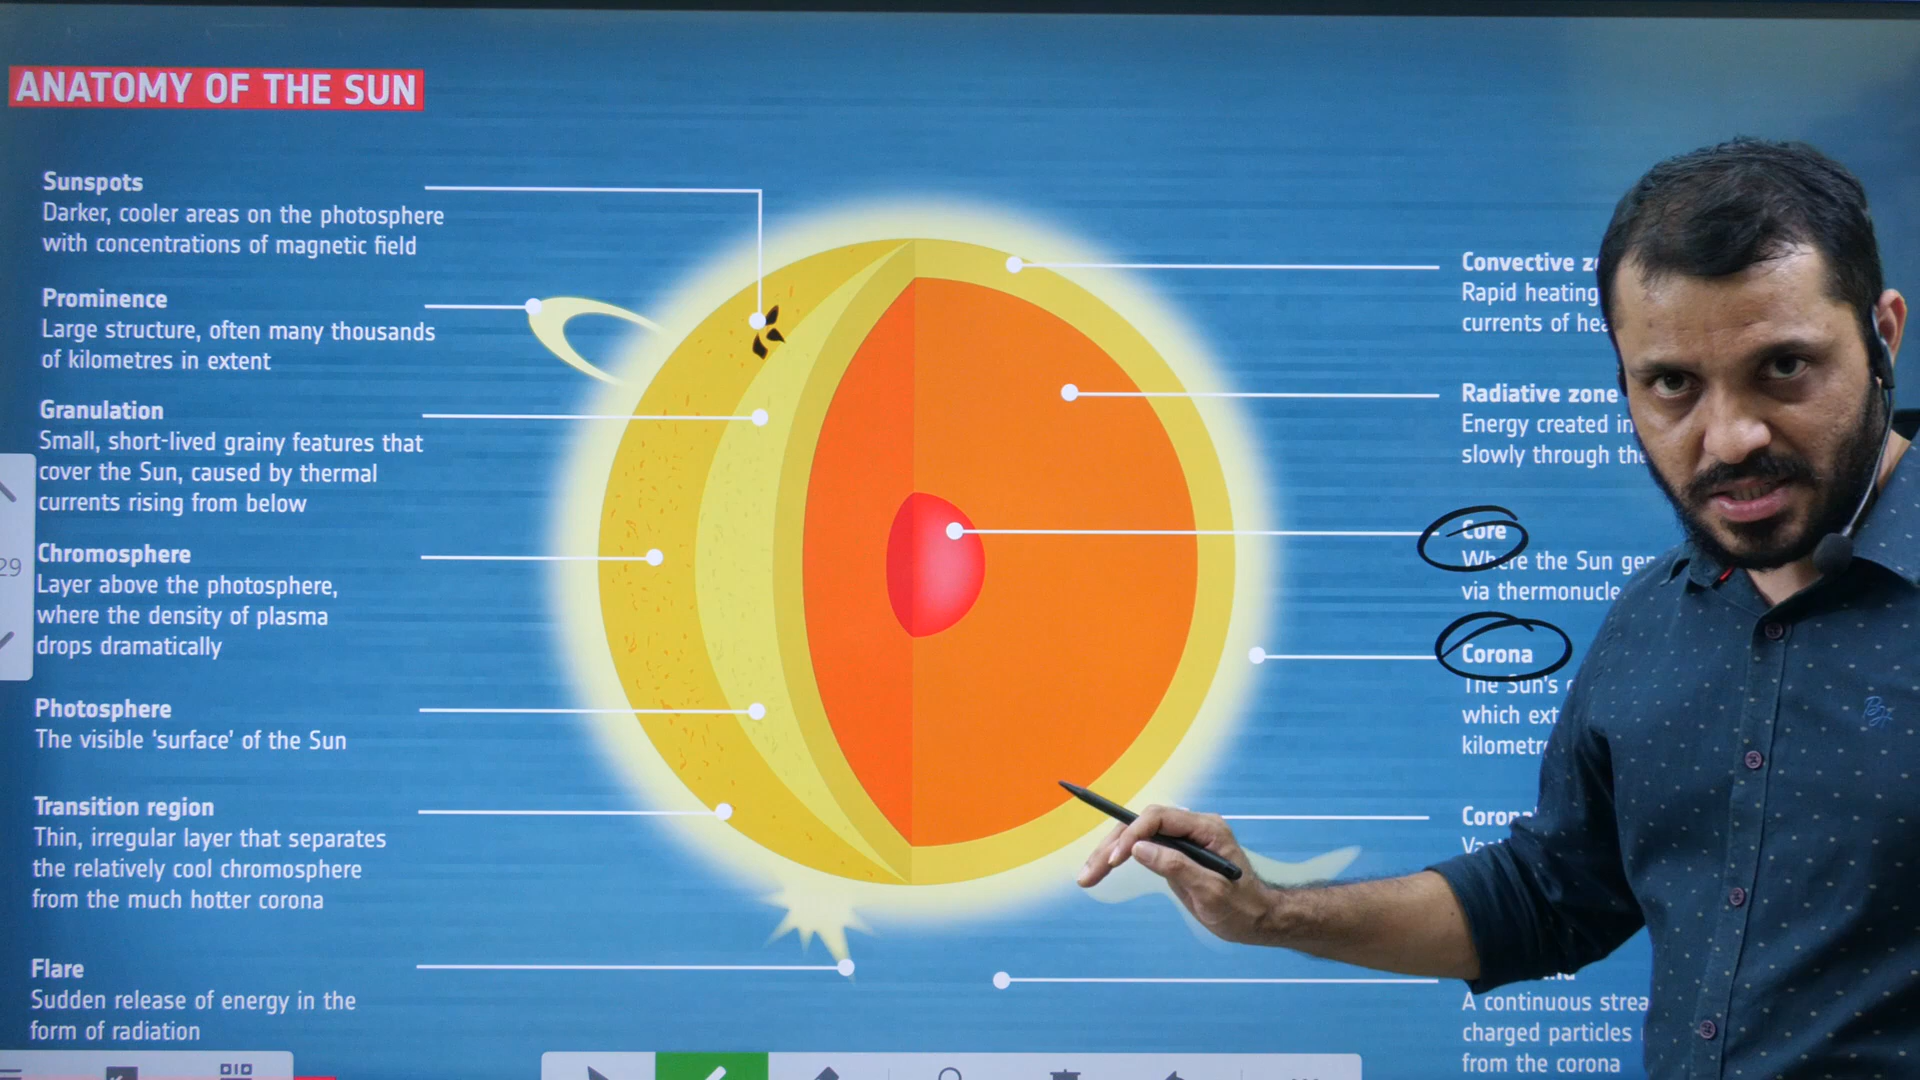 ANATOMY OF THE SUN
Sunspots
Darker, cooler areas on the photosphere
with concentrations of magnetic field
Prominence
Large structure, often many thousands
of kilometres in extent
Granulation
Small, short-lived grainy features that
cover the Sun, caused by thermal
currents rising from below
29
Chromosphere
Layer above the photosphere,
where the density of plasma
drops dramatically
Photosphere
The visible ‘surface’ of the Sun
Transition region
Thin, irregular layer that separates
the relatively cool chromosphere
from the much hotter corona
Flare
Sudden release of energy in the
form of radiation
Convective
Rapid heating
currents of
Radiative zone
Energy created in
slowly through
Core
Where the Sun
via
Corona
The Sun's
which
A continuous
charged particles
from the corona